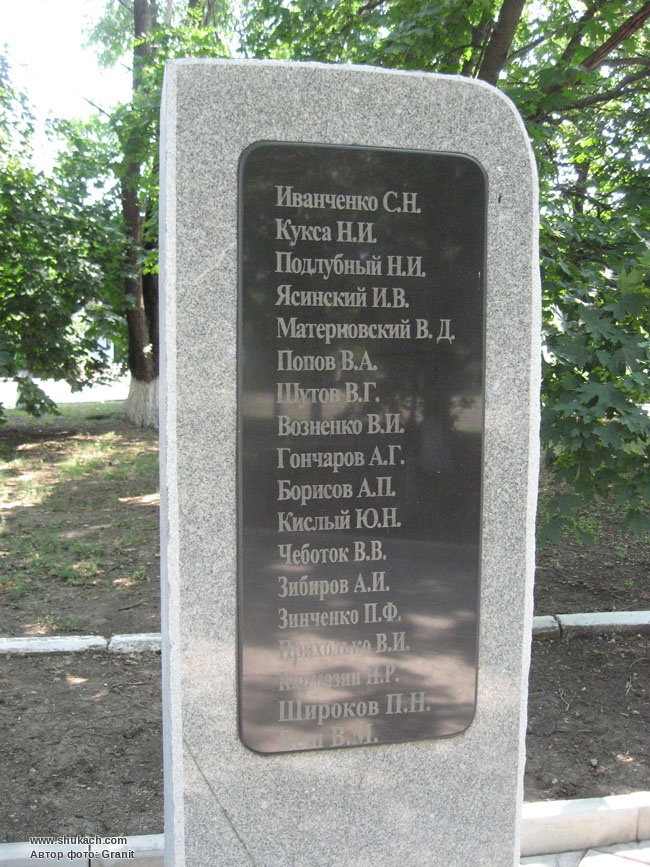 Иванченко С.Н.
Кукса Н.И.
Подлубный Н.И.
Ясинский И.В.
Материовский В. Д.
Попов В.А.
Шутов В.Г.
Возненко В.И.
Гончаров А.Г.
Борисов А.П.
Кислый Ю.Н.
Чеботок В.В.
Зибиров А.И.
Зинченко П.Ф.
Приходько В.И.
Н.Р.
Широков П.Н.
В.М.
www.shukach.com
Автор фото: Granit